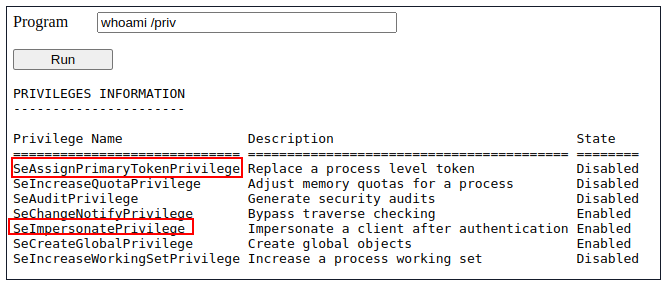 Program whoami /priv
Run
PRIVILEGES INFORMATION
----------------------
Privilege Name                Description                               State
============================= ========================================= ========
SeAssignPrimaryTokenPrivilege Replace a process level token             Disabled
SeIncreaseQuotaPrivilege      Adjust memory quotas for a process        Disabled
SeAuditPrivilege              Generate security audits                  Disabled
SeChangeNotifyPrivilege       Bypass traverse checking                  Enabled
SeImpersonatePrivilege        Impersonate a client after authentication Enabled
SeCreateGlobalPrivilege       Create global objects                     Enabled
SeIncreaseWorkingSetPrivilege Increase a process working set            Disabled